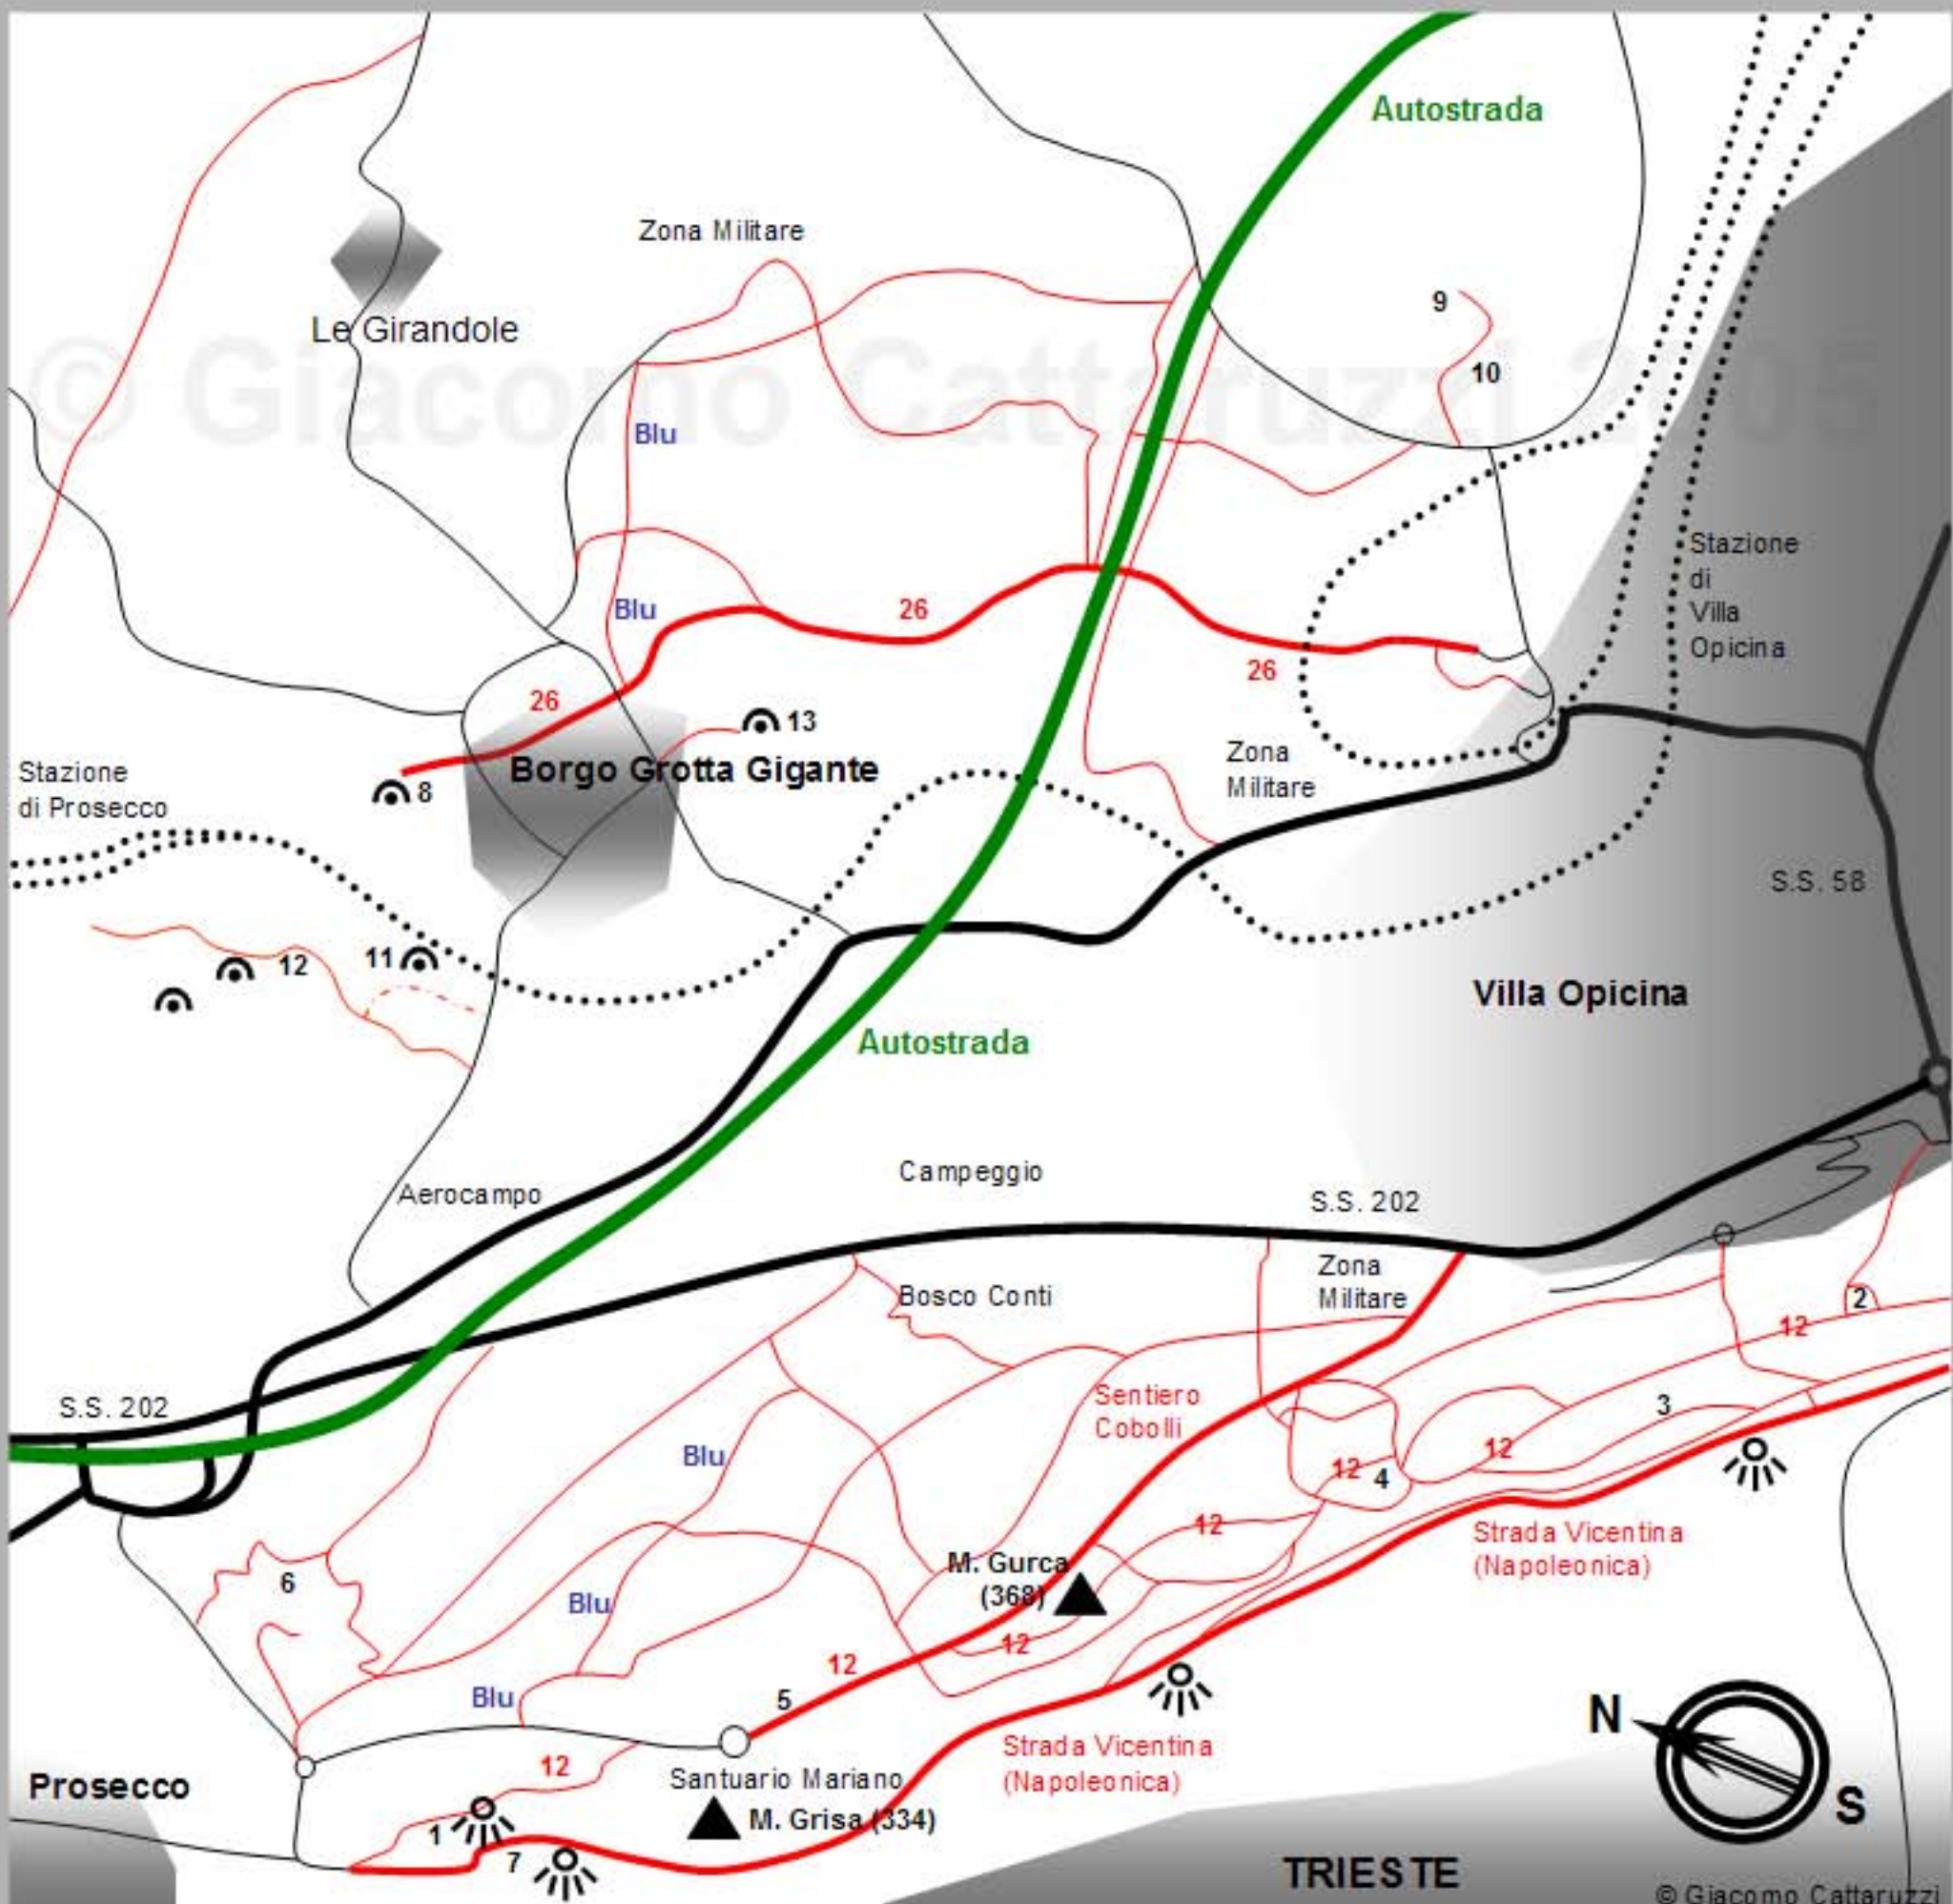 Autostrada
Zona Militare
9
Le Girandole
© Giacomo Cattaruzzi 2005
10
Blu
Stazione
di
Villa
Opicina
Blu
26
26
26
13
Stazione
di Prosecco
8
Borgo Grotta Gigante
Zona
Militare
S.S. 58
12
11
Villa Opicina
Autostrada
Aerocampo
Campeggio
S.S. 202
Bosco Conti
Zona
Militare
2
12
S.S. 202
Sentiero
Cobolli
3
Blu
12
12
4
12
Strada Vicentina
(Napoleonica)
6
M. Gurca
(368)
Blu
12
12
Blu
5
N
Strada Vicentina
(Napoleonica)
12
Prosecco
Santuario Mariano
M. Grisa (334)
S
1
7
TRIESTE
© Giacomo Cattaruzzi